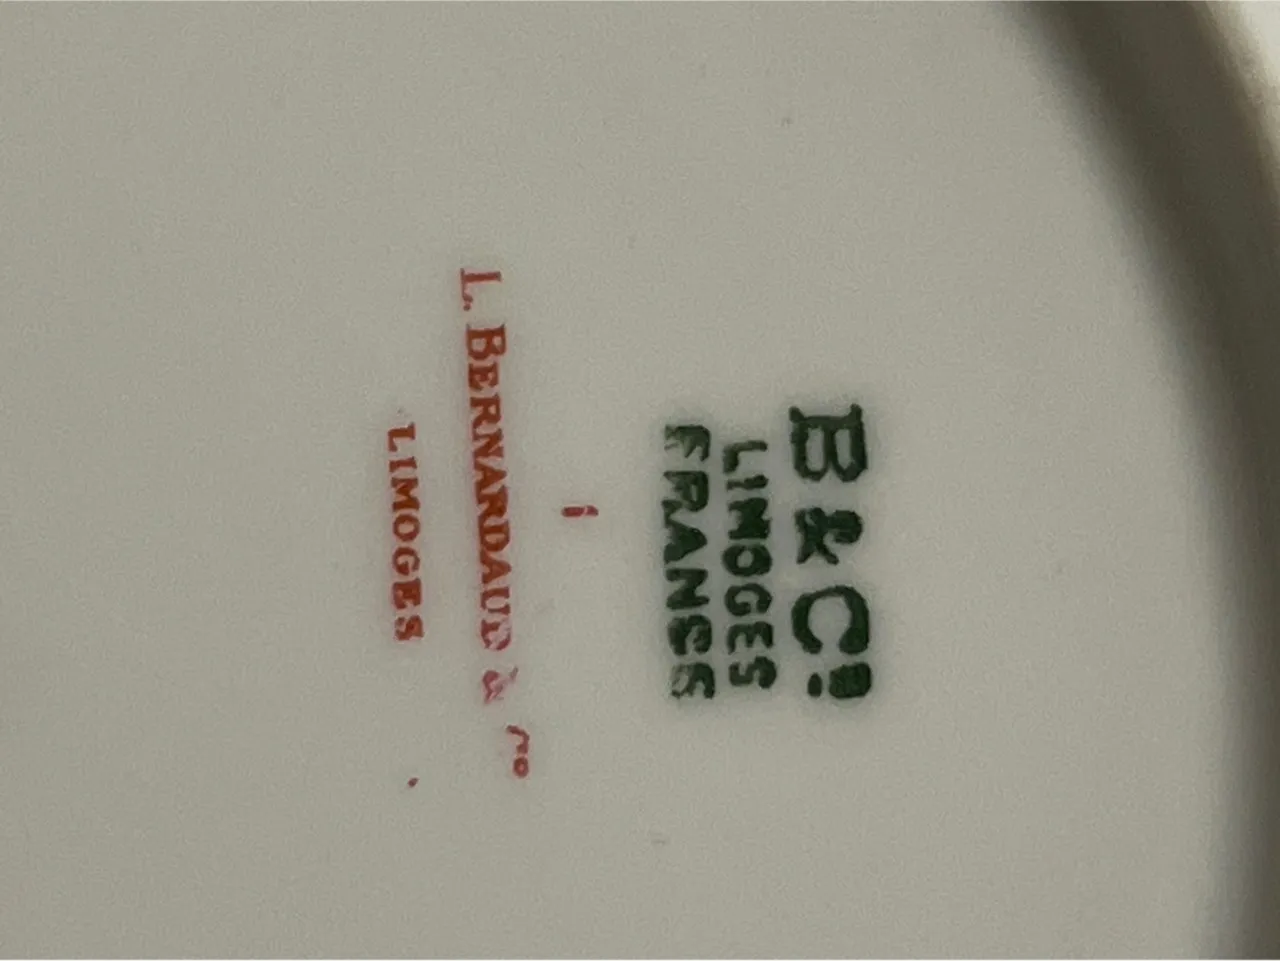 B & Co.
LIMOGES
FRANCE
L. BERNARDAUD & Co
LIMOGES